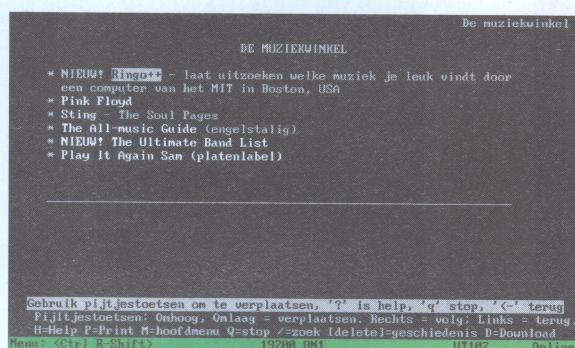 De muziekwinkel
DE MUZIEKWINKEL
* NIEUW! Ringo++ - laat uitzoeken welke muziek je leuk vindt door
een computer van het MIT in Boston, USA
* Pink Floyd
* Sting - The Soul Pages
* The All-music Guide (engelstalig)
* NIEUW! The Ultimate Band List
* Play It Again Sam (platenlabel)
Gebruik pijtjestoetsen om te verplaatsen, '?' is help, 'q' stop, '<-' terug
Pijltjestoetsen: Omhoog, Omlaag = verplaatsen. Rechts = volg; Links = terug.
H=Help P=Print M=hoofdmenu Q=stop /=zoek [delete]=geschiedenis D=Download
Menu: <Ctrl R-Shift> 19200 8N1 VT102 Online